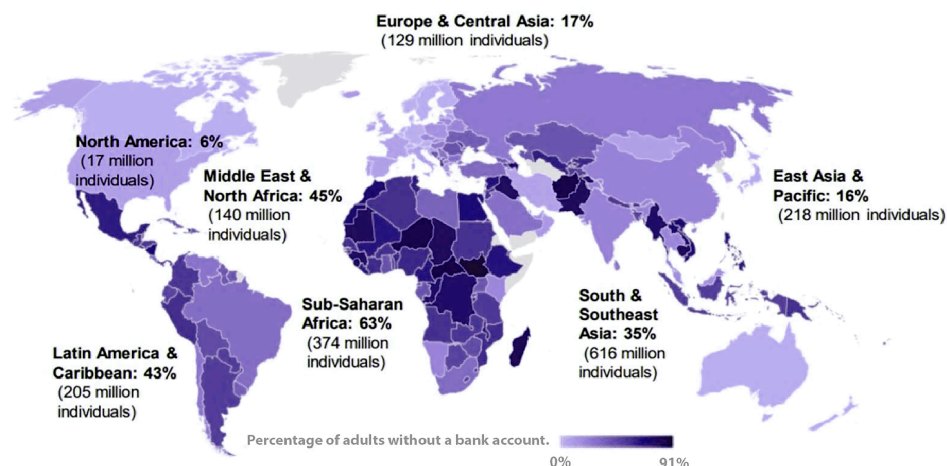 Europe & Central Asia: 17%
(129 million individuals)
North America: 6%
(17 million
individuals)
Middle East &
North Africa: 45%
(140 million
individuals)
East Asia &
Pacific: 16%
(218 million individuals)
Sub-Saharan
Africa: 63%
(374 million
individuals)
South &
Southeast
Asia: 35%
(616 million
individuals)
Latin America &
Caribbean: 43%
(205 million
individuals)
Percentage of adults without a bank account.
0% 91%